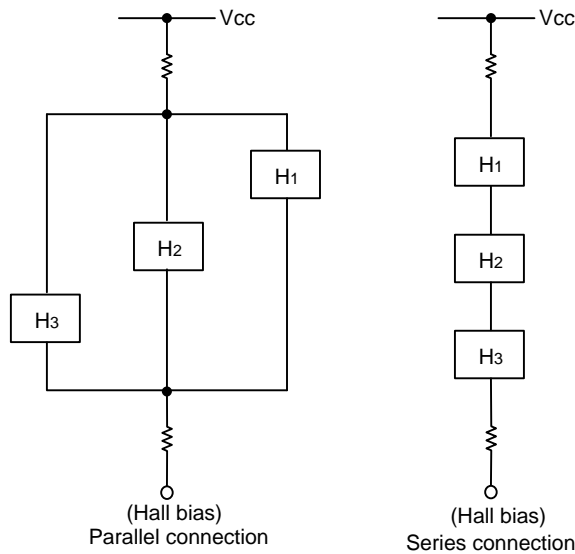 Vcc
H1
H2
H3
(Hall bias)
Parallel connection
Vcc
H1
H2
H3
(Hall bias)
Series connection